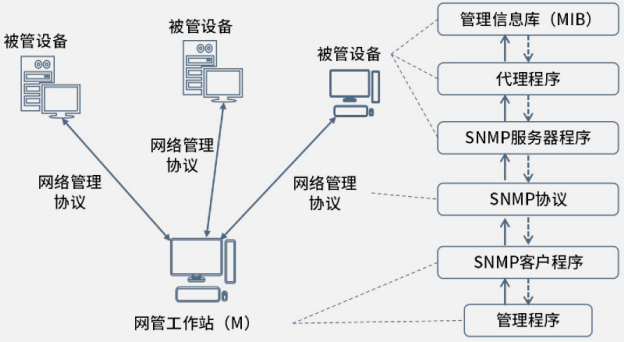 被管设备
被管设备
被管设备
网络管理
协议
网络管理
协议
网络管理
协议
网管工作站（M）
管理信息库（MIB）
代理程序
SNMP服务器程序
SNMP协议
SNMP客户程序
管理程序